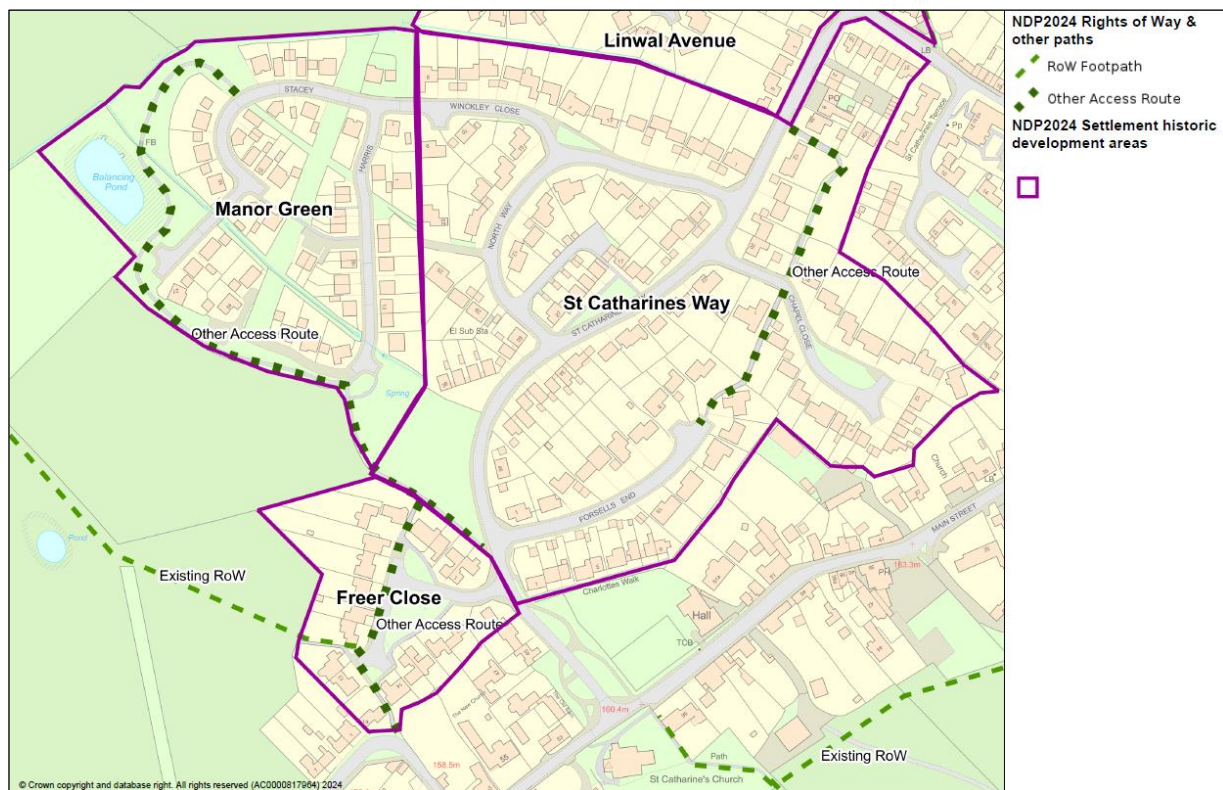 Linwal Avenue
LB
STACEY
WINCKLEY CLOSE
PO
St Catharines Terrace
Pp
FB
HARRIS
Balancing
Pond
Manor Green
NORTH WAY
Other Access Route
St Catharines Way
ST CATHARINE
El Sub Sta
CHAPEL CLOSE
Other Access Route
Spring
Church
LB
FORSELLS END
MAIN STREET
163.3m
PH
Pond
Existing RoW
Charlottes Walk
Freer Close
Hall
Other Access Route
TCB
160.4m
Path
Existing RoW
158.5m
55
St Catharine's Church
© Crown copyright and database right. All rights reserved (AC0000817964) 2024
NDP2024 Rights of Way &
other paths
RoW Footpath
Other Access Route
NDP2024 Settlement historic
development areas